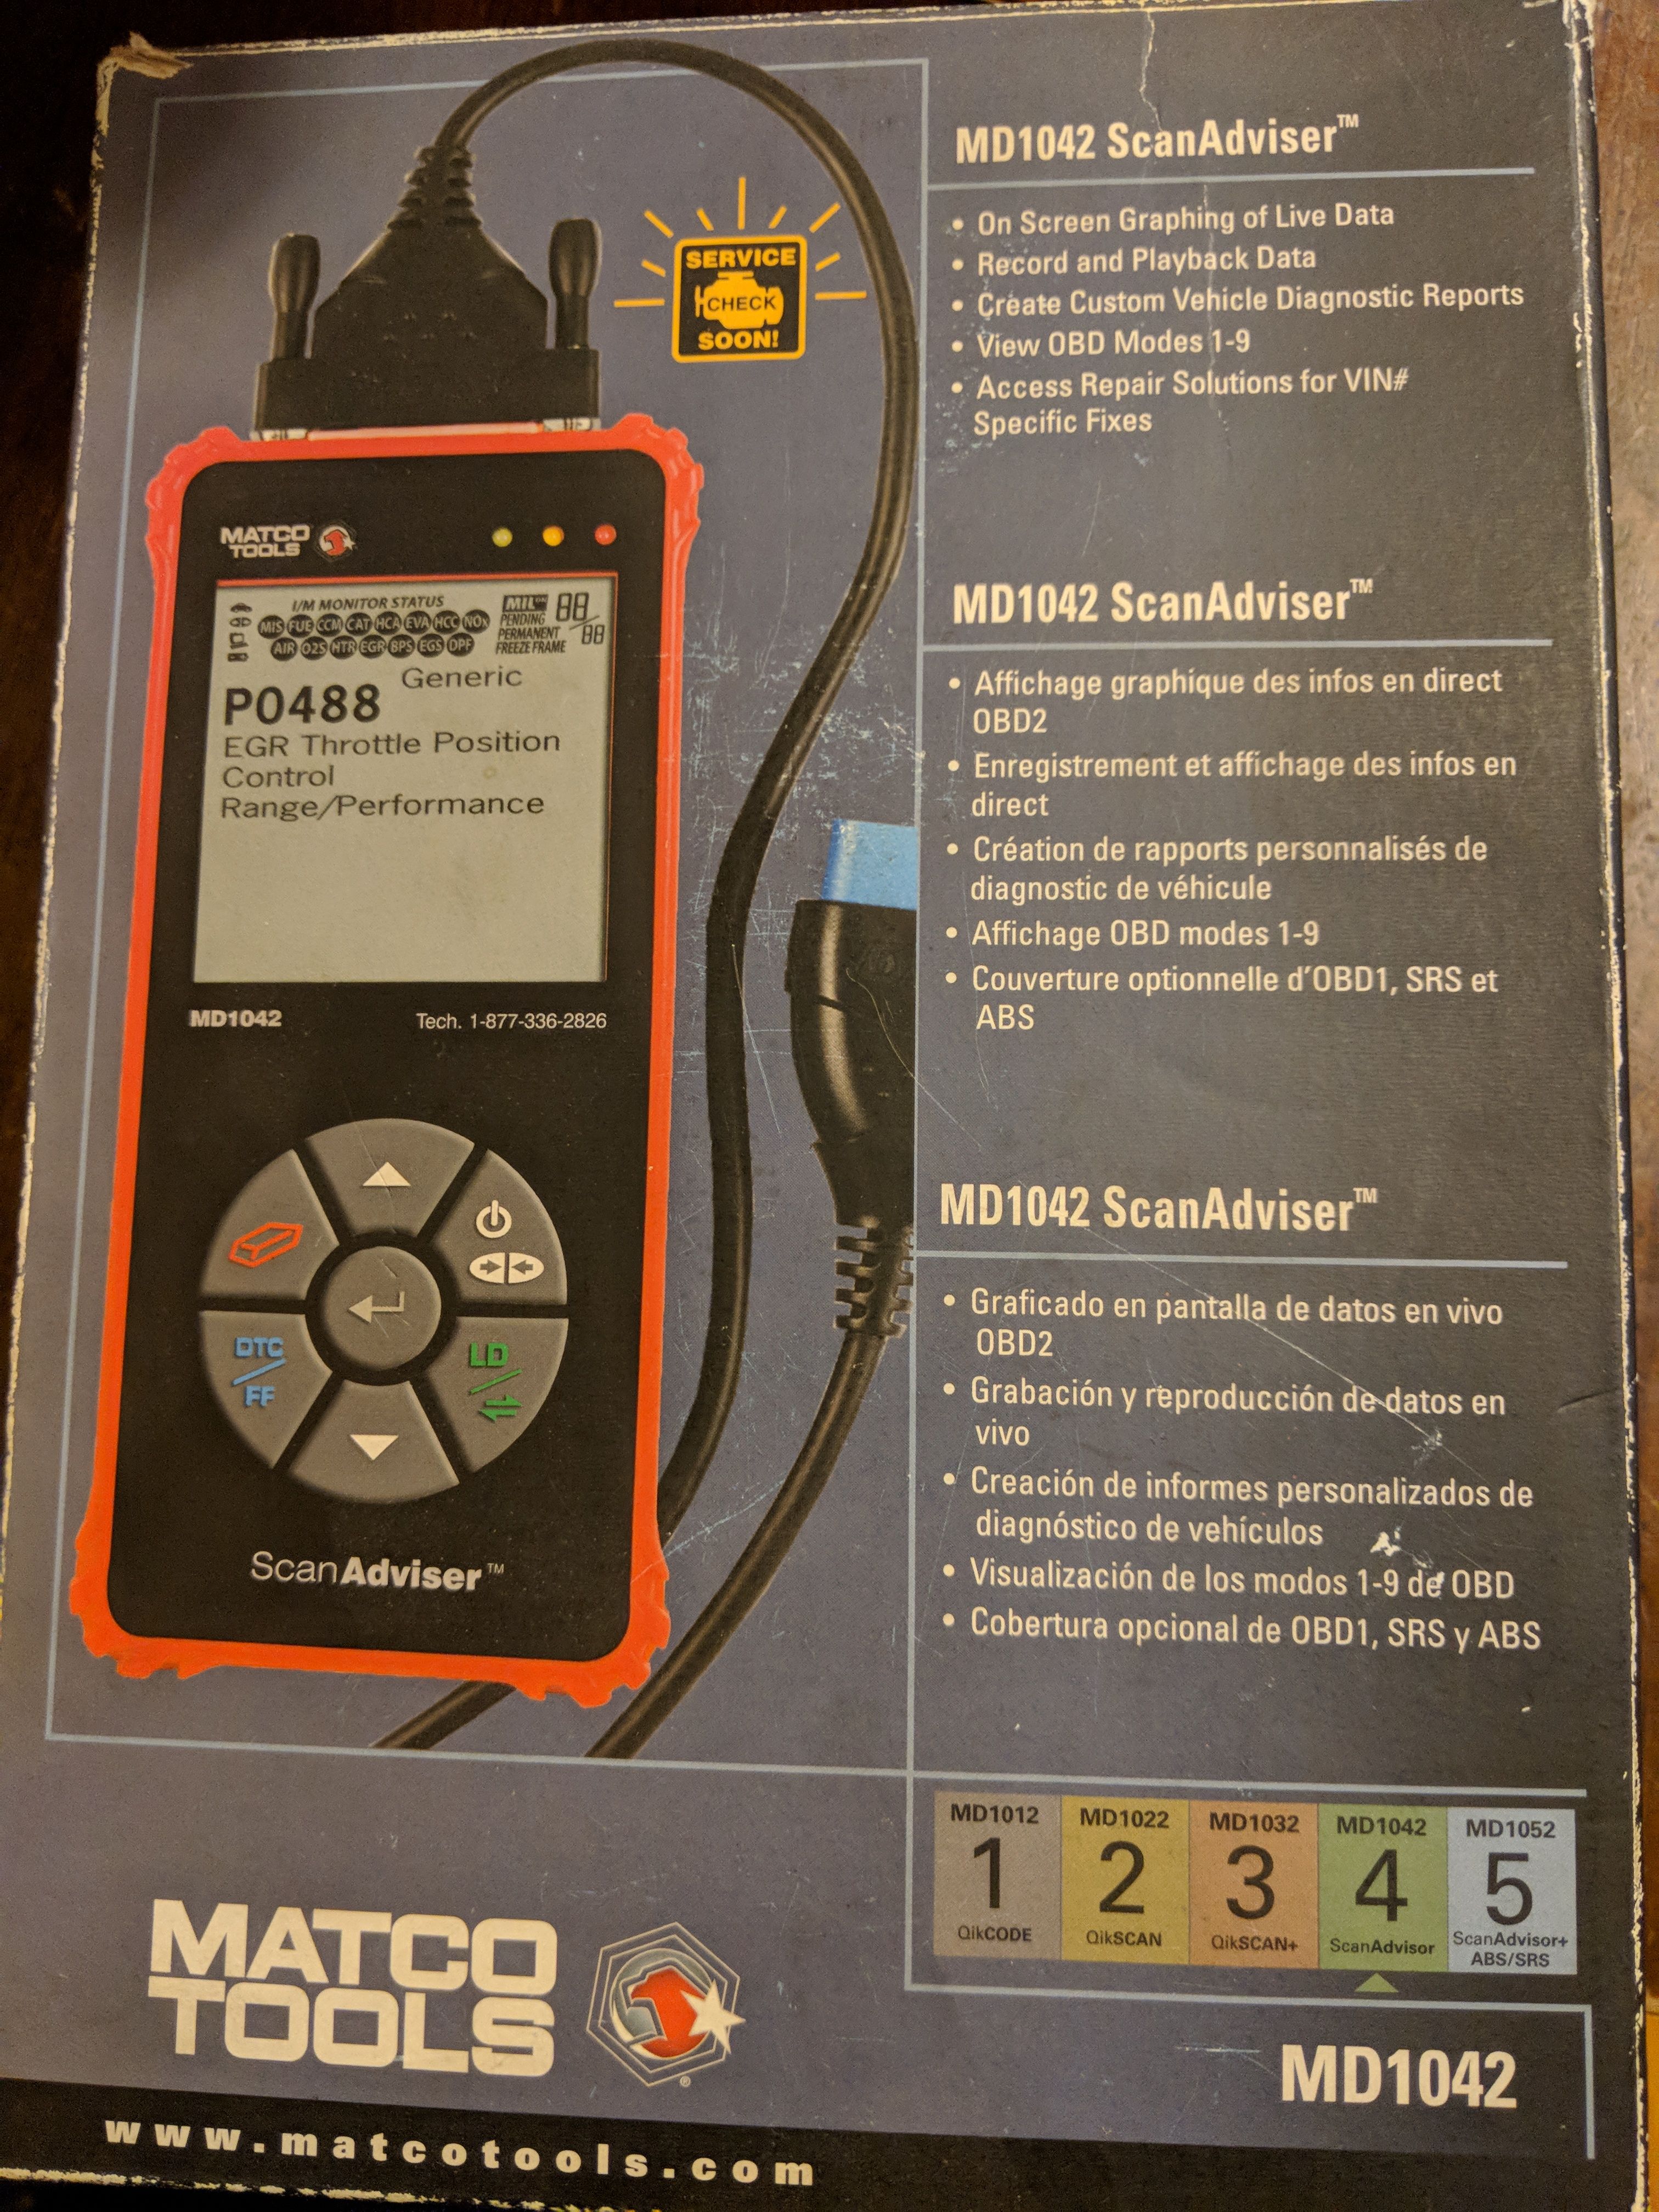 SERVICE
CHECK
SOON!
MATCO
TOOLS
I/M MONITOR STATUS
MIS FUE CCM CAT HCA EVA HCC NOx
AIR O2S HTR EGR BPS EGS DPF
MIL
PENDING
PERMANENT
FREEZE FRAME
88
88
Generic
P0488
EGR Throttle Position
Control
Range/Performance
MD1042
Tech. 1-877-336-2826
DTC
FF
LD
ScanAdviser™
MD1042 ScanAdviser™
• On Screen Graphing of Live Data
• Record and Playback Data
• Create Custom Vehicle Diagnostic Reports
• View OBD Modes 1-9
• Access Repair Solutions for VIN#
Specific Fixes
MD1042 ScanAdviser™
• Affichage graphique des infos en direct
OBD2
• Enregistrement et affichage des infos en
direct
• Création de rapports personnalisés de
diagnostic de véhicule
• Affichage OBD modes 1-9
• Couverture optionnelle d'OBD1, SRS et
ABS
MD1042 ScanAdviser™
• Graficado en pantalla de datos en vivo
OBD2
• Grabación y reproducción de datos en
vivo
• Creación de informes personalizados de
diagnóstico de vehículos
• Visualización de los modos 1-9 de OBD
• Cobertura opcional de OBD1, SRS y ABS
MD1012
1
QikCODE
MD1022
2
QikSCAN
MD1032
3
QikSCAN+
MD1042
4
ScanAdvisor
MD1052
5
ScanAdvisor+
ABS/SRS
MATCO
TOOLS
®
MD1042
www.matcotools.com